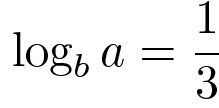 log_b a = 1/3